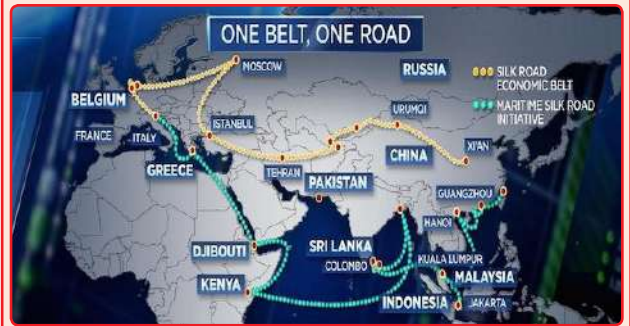 ONE BELT, ONE ROAD
MOSCOW
RUSSIA
SILK ROAD
ECONOMIC BELT
MARITIME SILK ROAD
INITIATIVE
BELGIUM
URUMQI
ISTANBUL
FRANCE
ITALY
XI'AN
CHINA
GREECE
TEHRAN
PAKISTAN
GUANGZHOU
HANOI
DJIBOUTI
SRI LANKA
COLOMBO
KUALA LUMPUR
MALAYSIA
KENYA
INDONESIA
JAKARTA